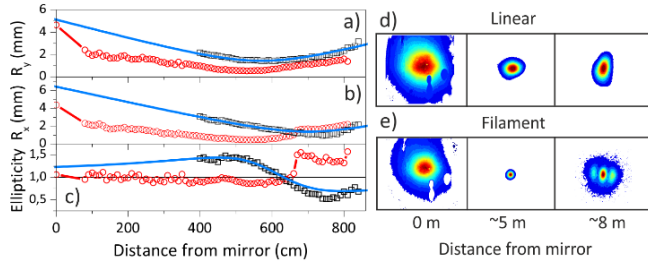 a)
R_y (mm)
6
4
2
0
b)
R_x (mm)
6
4
2
0
c)
Ellipticity
1,5
1,0
0,5
0 200 400 600 800
Distance from mirror (cm)
d) Linear
e) Filament
0 m ~5 m ~8 m
Distance from mirror